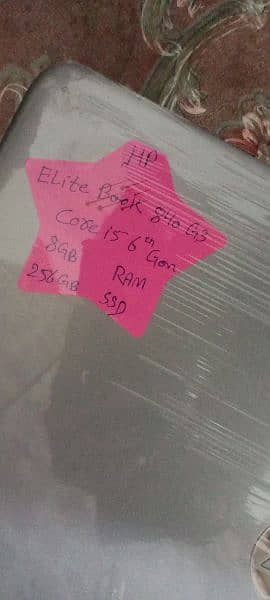 HP
Elite Book 840 G3
Core i5 6th Gen
8GB RAM
256GB SSD